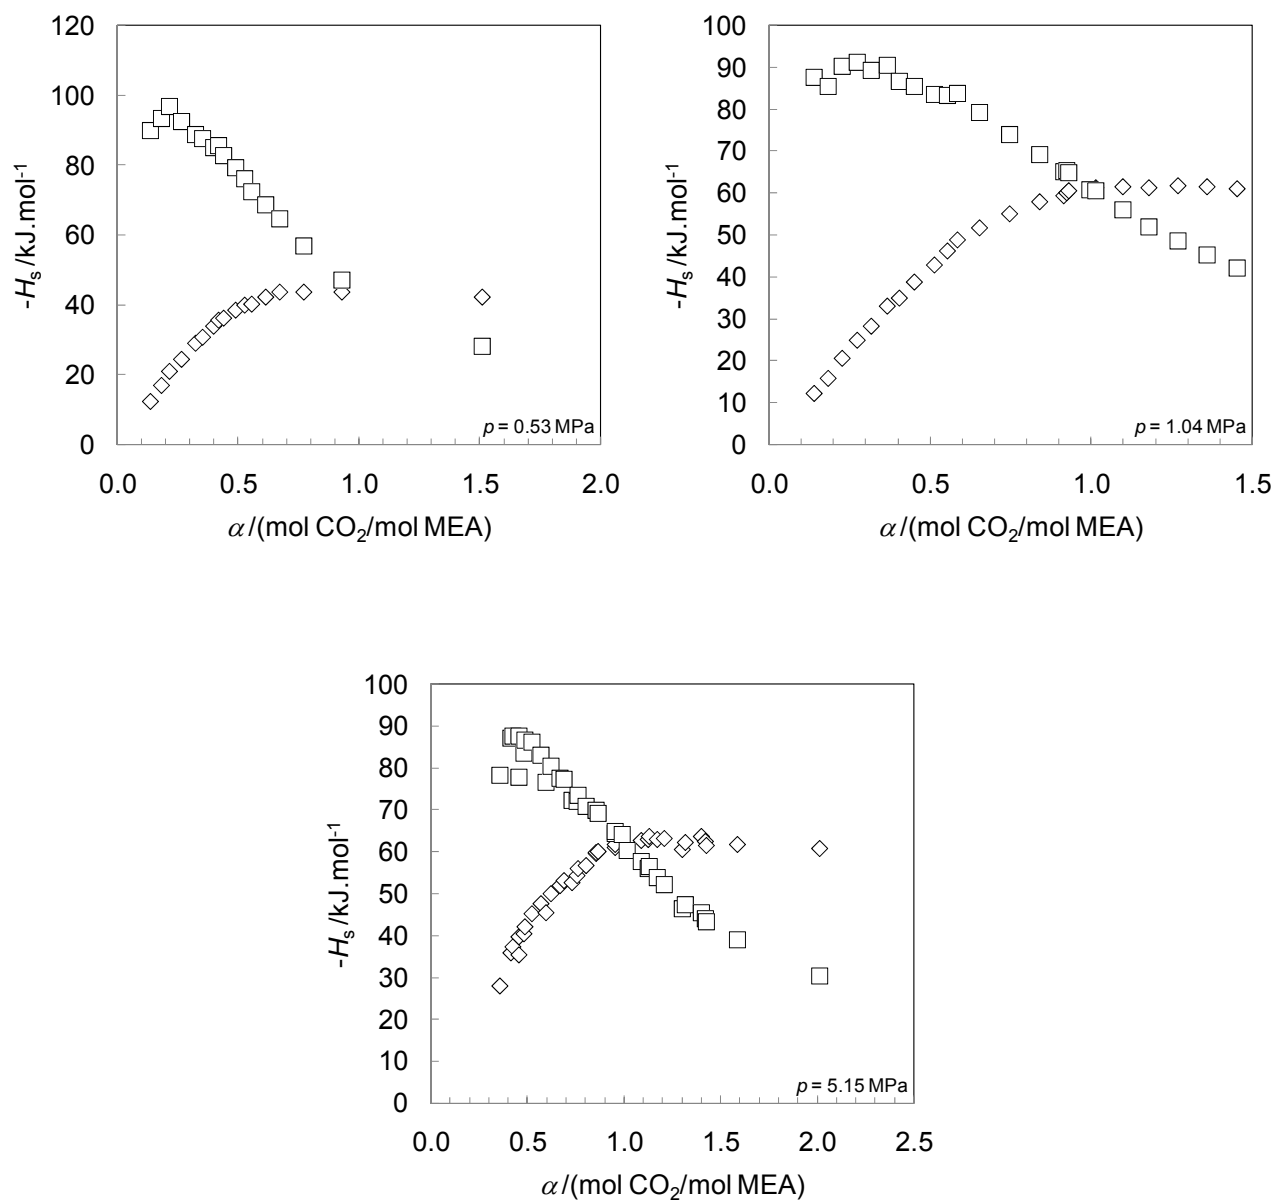 120
100
80
60
40
20
0
-Hs /kJ.mol-1
p = 0.53 MPa
0.0 0.5 1.0 1.5 2.0
α /(mol CO2/mol MEA)
100
90
80
70
60
50
40
30
20
10
0
-Hs /kJ.mol-1
p = 1.04 MPa
0.0 0.5 1.0 1.5
α /(mol CO2/mol MEA)
100
90
80
70
60
50
40
30
20
10
0
-Hs /kJ.mol-1
p = 5.15 MPa
0.0 0.5 1.0 1.5 2.0 2.5
α /(mol CO2/mol MEA)